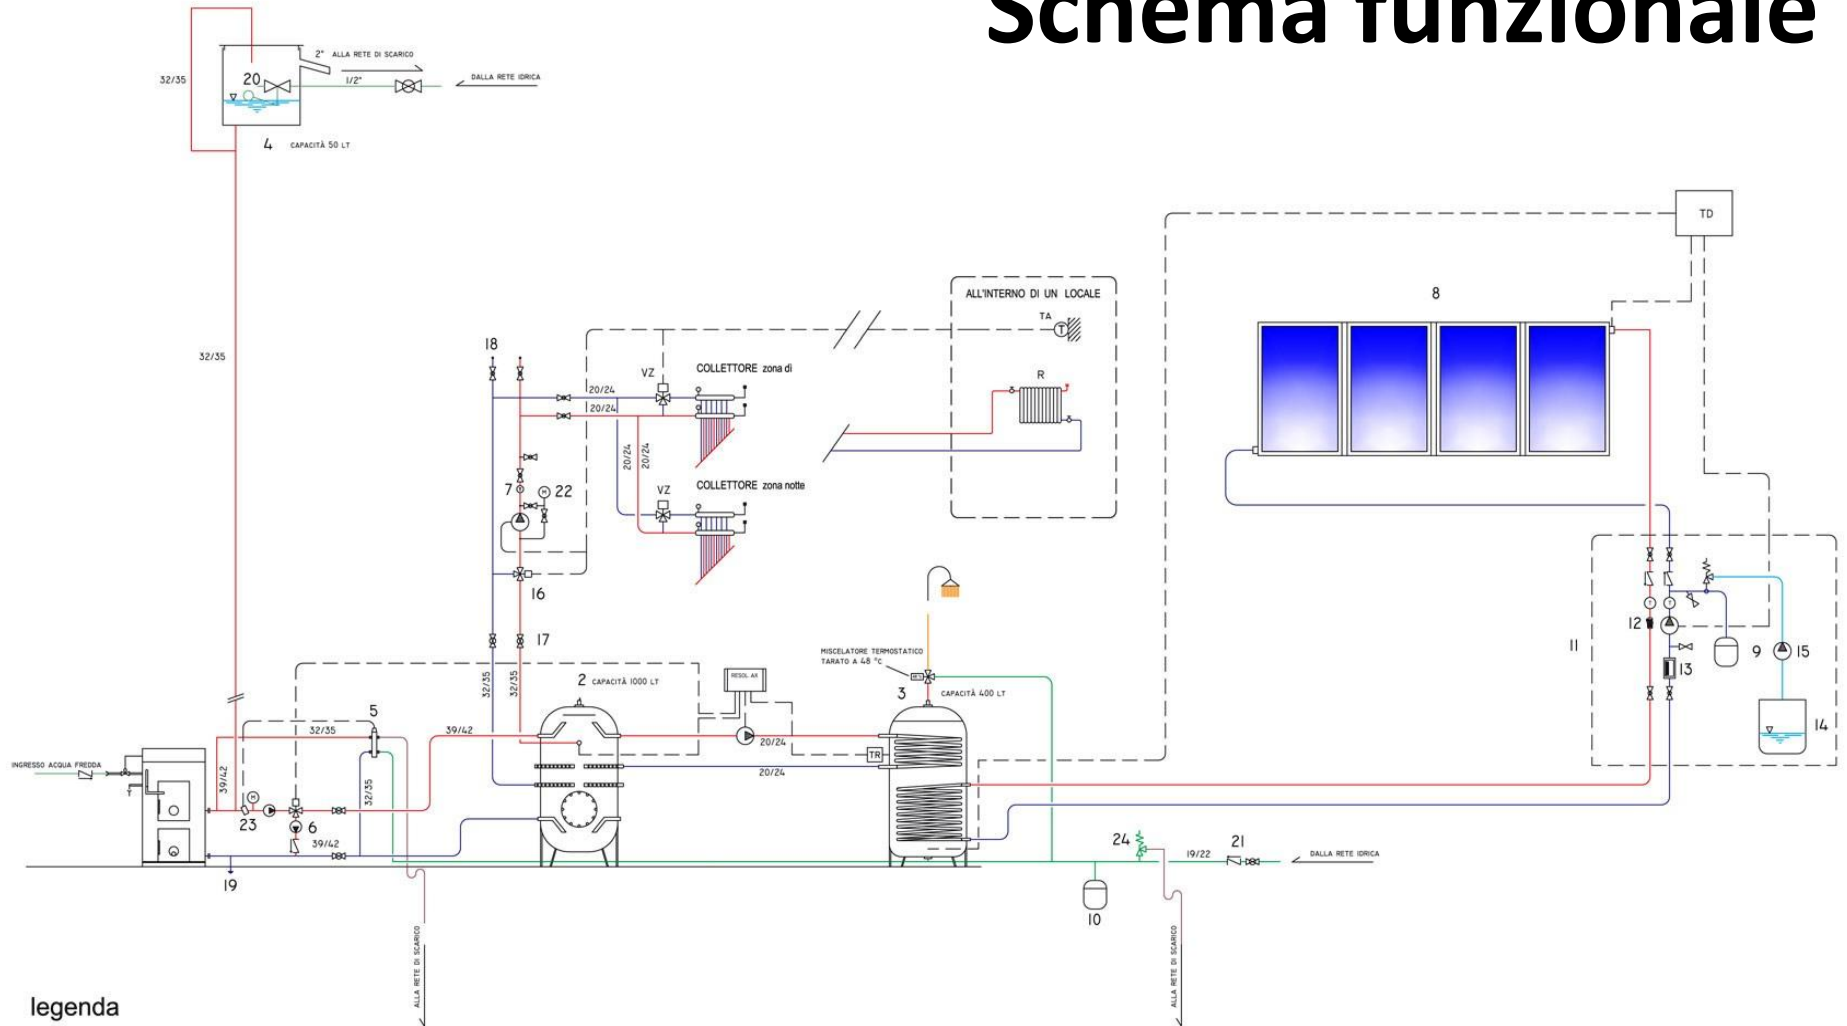 Schema funzionale
2" ALLA RETE DI SCARICO
32/35
20
1/2"
DALLA RETE IDRICA
4 CAPACITÀ 50 LT
TD
ALL'INTERNO DI UN LOCALE
8
TA
T
32/35
18
VZ
COLLETTORE zona di
20/24
R
20/24
20/24
20/24
COLLETTORE zona notte
7
M
22
VZ
16
12
T
T
11
9
15
17
13
MISCELATORE TERMOSTATICO
TARATO A 48 °C
32/35
32/35
2 CAPACITÀ 1000 LT
RESOL AX
3
CAPACITÀ 400 LT
5
14
32/35
39/42
20/24
TR
INGRESSO ACQUA FREDDA
39/42
32/35
20/24
M
23
6
39/42
24
21
19/22
DALLA RETE IDRICA
19
10
ALLA RETE DI SCARICO
ALLA RETE DI SCARICO
legenda